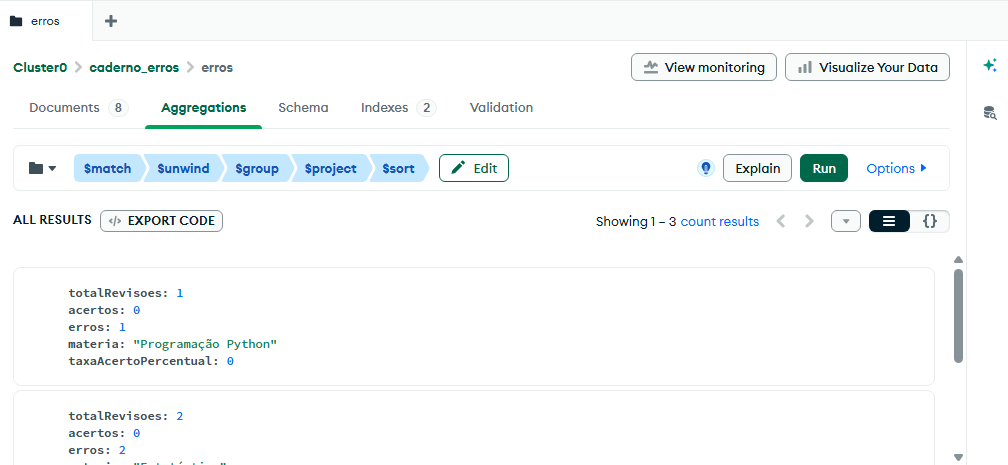 erros
Cluster0 > caderno_erros > erros
View monitoring
Visualize Your Data
Documents 8
Aggregations
Schema
Indexes 2
Validation
$match
$unwind
$group
$project
$sort
Edit
Explain
Run
Options
ALL RESULTS
</> EXPORT CODE
Showing 1 – 3 count results
{}
totalRevisoes: 1
acertos: 0
erros: 1
materia: "Programação Python"
taxaAcertoPercentual: 0
totalRevisoes: 2
acertos: 0
erros: 2